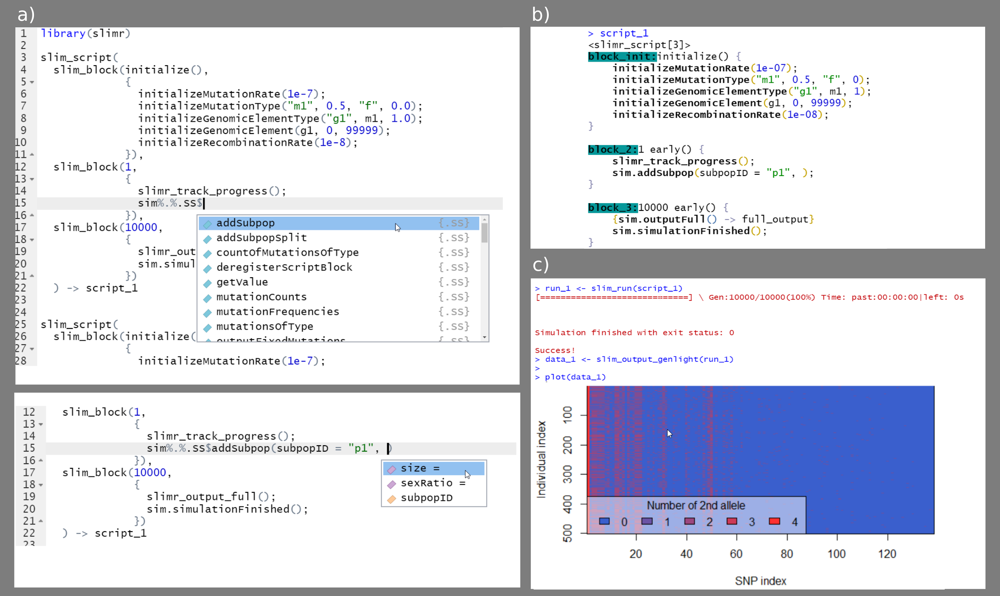 a)
1 library(slimr)
2
3 slim_script(
4 slim_block(initialize(),
5 {
6 initializeMutationRate(1e-7);
7 initializeMutationType("m1", 0.5, "f", 0.0);
8 initializeGenomicElementType("g1", m1, 1.0);
9 initializeGenomicElement(g1, 0, 99999);
10 initializeRecombinationRate(1e-8);
11 }),
12 slim_block(1,
13 {
14 slimr_track_progress();
15 sim%.%.SS$
16 }),
17 slim_block(10000,
18 {
19 slimr_out
20 sim.simul
21 })
22 ) -> script_1
23
24
25 slim_script(
26 slim_block(initialize(
27 {
28 initializeMutationRate(1e-7);
addSubpop {.SS}
addSubpopSplit {.SS}
countOfMutationsOfType {.SS}
deregisterScriptBlock {.SS}
getValue {.SS}
mutationCounts {.SS}
mutationFrequencies {.SS}
mutationsOfType {.SS}
outputFixedMutations {.SS}
12 slim_block(1,
13 {
14 slimr_track_progress();
15 sim%.%.SS$addSubpop(subpopID = "p1", )
16 }),
17 slim_block(10000,
18 {
19 slimr_output_full();
20 sim.simulationFinished();
21 })
22 ) -> script_1
23
size =
sexRatio =
subpopID
b)
> script_1
<slimr_script[3]>
block_init:initialize() {
initializeMutationRate(1e-07);
initializeMutationType("m1", 0.5, "f", 0);
initializeGenomicElementType("g1", m1, 1);
initializeGenomicElement(g1, 0, 99999);
initializeRecombinationRate(1e-08);
}
block_2:1 early() {
slimr_track_progress();
sim.addSubpop(subpopID = "p1", );
}
block_3:10000 early() {
{sim.outputFull() -> full_output}
sim.simulationFinished();
}
c)
> run_1 <- slim_run(script_1)
[=============================] \ Gen:10000/10000(100%) Time: past:00:00:00|left: 0s
Simulation finished with exit status: 0
Success!
> data_1 <- slim_output_genlight(run_1)
>
> plot(data_1)
Individual index
100
200
300
400
500
Number of 2nd allele
0 1 2 3 4
20 40 60 80 100 120
SNP index